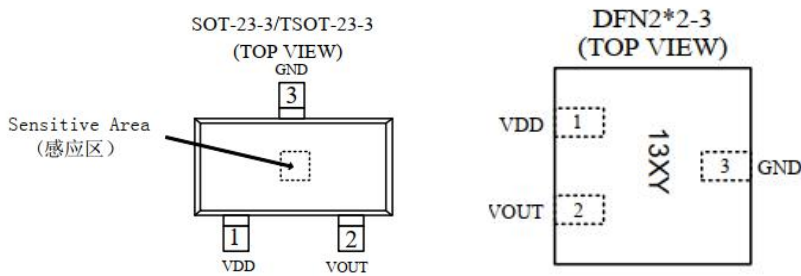 SOT-23-3/TSOT-23-3
(TOP VIEW)
GND
3
Sensitive Area
(感应区)
1
2
VDD
VOUT
DFN2*2-3
(TOP VIEW)
VDD
1
13XY
3
GND
VOUT
2